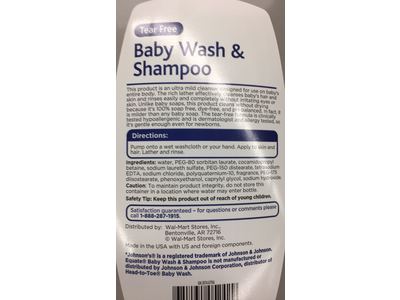 Tear Free
Baby Wash &
Shampoo
This product is an ultra mild cleanser designed for use on baby's
entire body. The rich lather effectively cleanses baby's hair and
skin and rinses easily and completely without irritating eyes or
skin. Unlike baby soaps, this product cleans without drying
because it's 100% soap free, dye-free, and pH balanced. In fact, it
is milder than any baby soap. The tear-free formula is clinically
tested hypoallergenic and is dermatologist and allergy tested, so
it's gentle enough even for newborns.
Directions:
Pump onto a wet washcloth or your hand. Apply to skin and
hair. Lather and rinse.
Ingredients: water, PEG-80 sorbitan laurate, cocamidopropyl
betaine, sodium laureth sulfate, PEG-150 distearate, tetrasodium
EDTA, sodium chloride, polyquaternium-10, fragrance, PEG-175
diisostearate, phenoxyethanol, caprylyl glycol, sodium hydroxide.
Caution: To maintain product integrity, do not store this
container in a location where water may enter bottle.
Safety Tip: Keep this product out of reach of young children.
Satisfaction guaranteed – for questions or comments please
call 1-888-287-1915.
Distributed by: Wal-Mart Stores, Inc.,
Bentonville, AR 72716
© Wal-Mart Stores, Inc.
Made in the USA with US and foreign components.
*Johnson's® is a registered trademark of Johnson & Johnson.
Equate® Baby Wash & Shampoo is not manufactured or
distributed by Johnson & Johnson Corporation, distributor of
Head-to-Toe® Baby Wash.